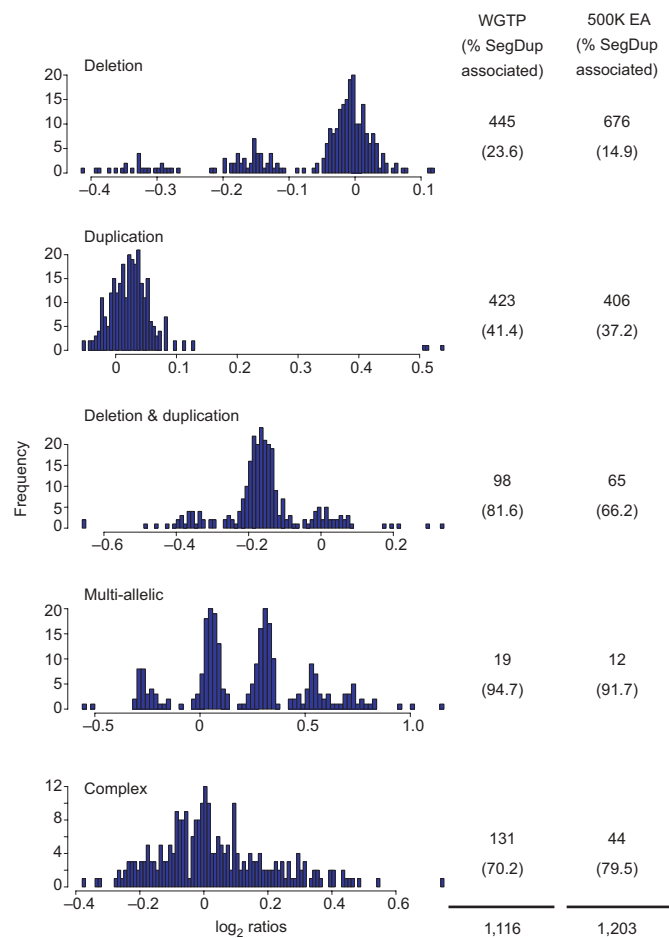 WGTP 500K EA
(% SegDup (% SegDup
associated) associated)
Deletion
20
15
10
5
0
445 676
(23.6) (14.9)
–0.4 –0.3 –0.2 –0.1 0 0.1
Duplication
20
15
10
5
0
423 406
(41.4) (37.2)
0 0.1 0.2 0.3 0.4 0.5
Deletion & duplication
Frequency
20
15
10
5
0
98 65
(81.6) (66.2)
–0.6 –0.4 –0.2 0 0.2
Multi-allelic
20
15
10
5
0
19 12
(94.7) (91.7)
–0.5 0 0.5 1.0
Complex
12
8
4
0
131 44
(70.2) (79.5)
–0.4 –0.2 0 0.2 0.4 0.6
log2 ratios
1,116 1,203